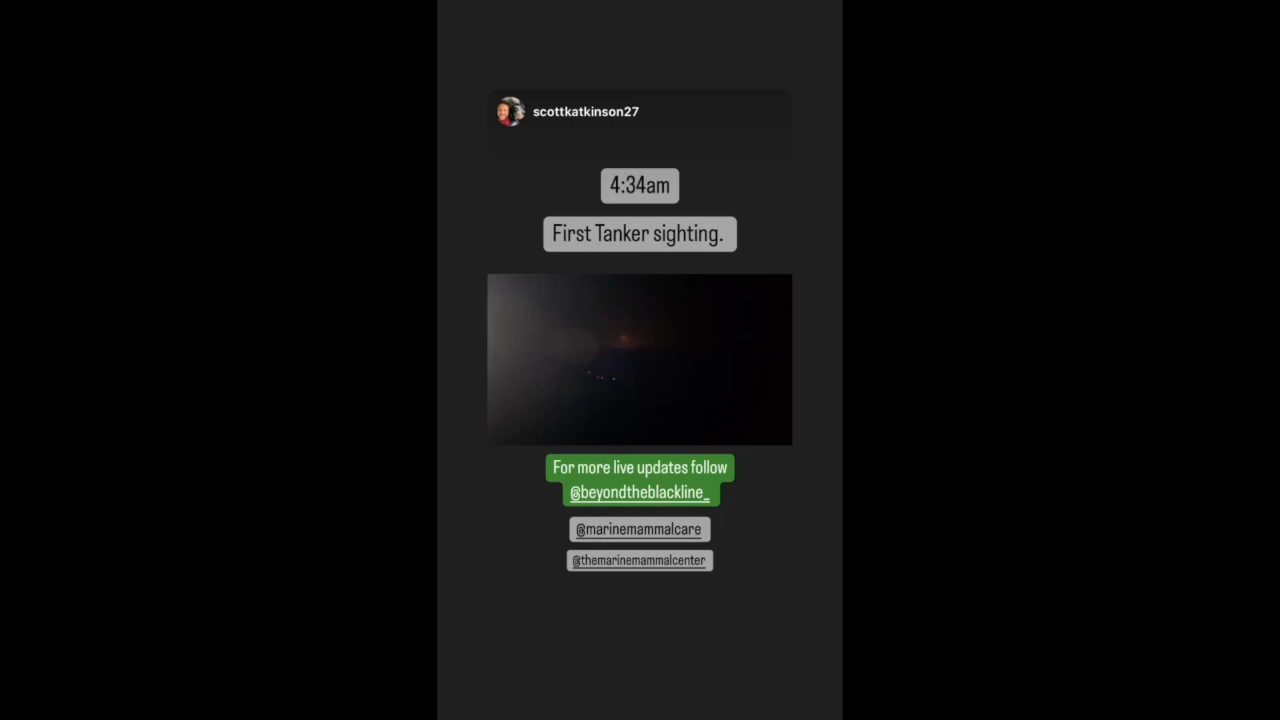 scottkatkinson27
4:34am
First Tanker sighting.
For more live updates follow
@beyondtheblackline_
@marinemammalcare
@themarinemammalcenter